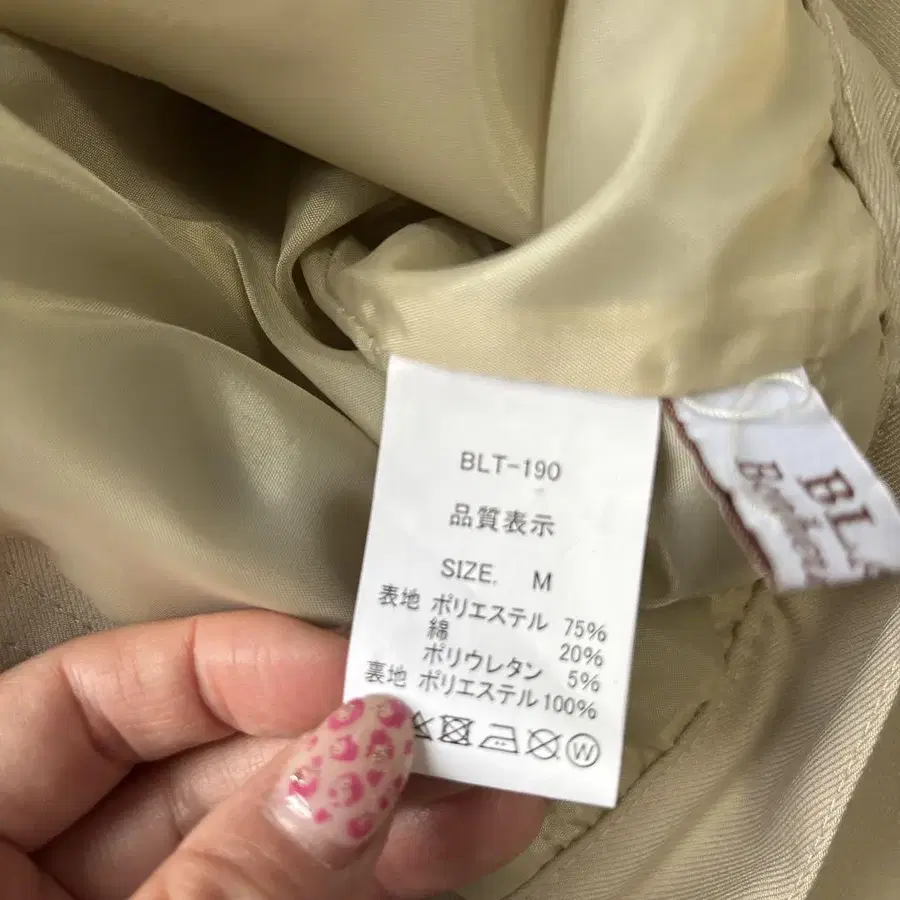 BLT-190
品質表示
SIZE. M
表地 ポリエステル 75%
綿 20%
ポリウレタン 5%
裏地 ポリエステル 100%
W
BL